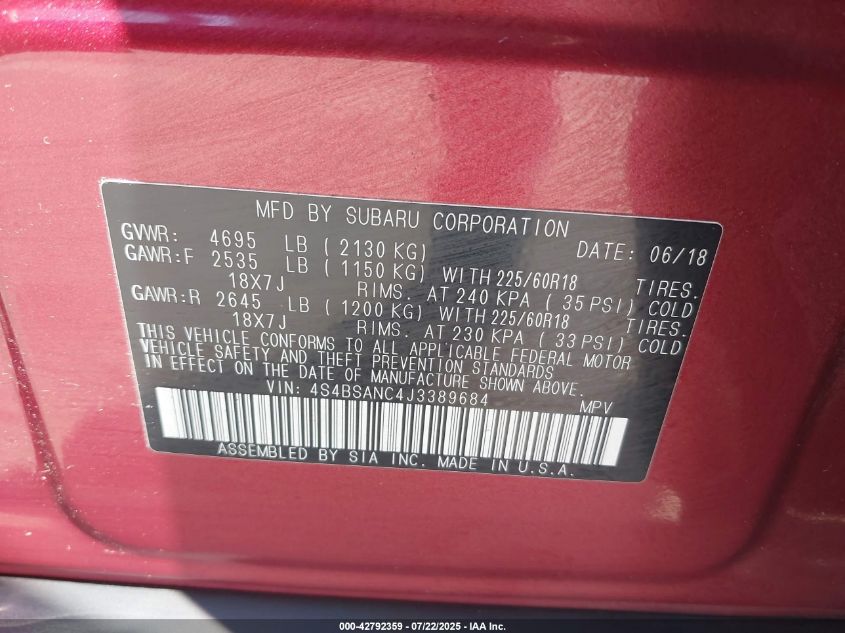 MFD BY SUBARU CORPORATION
GVWR: 4695 LB ( 2130 KG) DATE: 06/18
GAWR:F 2535 LB ( 1150 KG) WITH 225/60R18 TIRES.
18X7J RIMS. AT 240 KPA ( 35 PSI) COLD
GAWR:R 2645 LB ( 1200 KG) WITH 225/60R18 TIRES.
18X7J RIMS. AT 230 KPA ( 33 PSI) COLD
THIS VEHICLE CONFORMS TO ALL APPLICABLE FEDERAL MOTOR
VEHICLE SAFETY AND THEFT PREVENTION STANDARDS
IN EFFECT ON THE DATE OF MANUFACTURE SHOWN ABOVE.
VIN: 4S4BSANC4J3389684 MPV
ASSEMBLED BY SIA INC. MADE IN U.S.A.
000-42792359 - 07/22/2025 - IAA Inc.